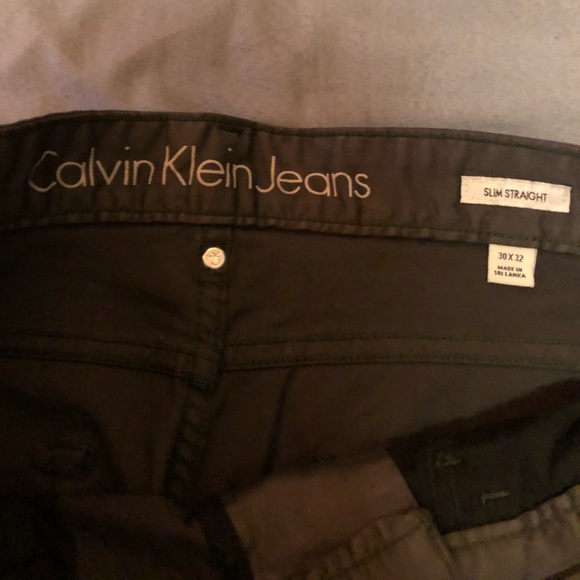 Calvin Klein Jeans
SLIM STRAIGHT
30 X 32
MADE IN
SRI LANKA